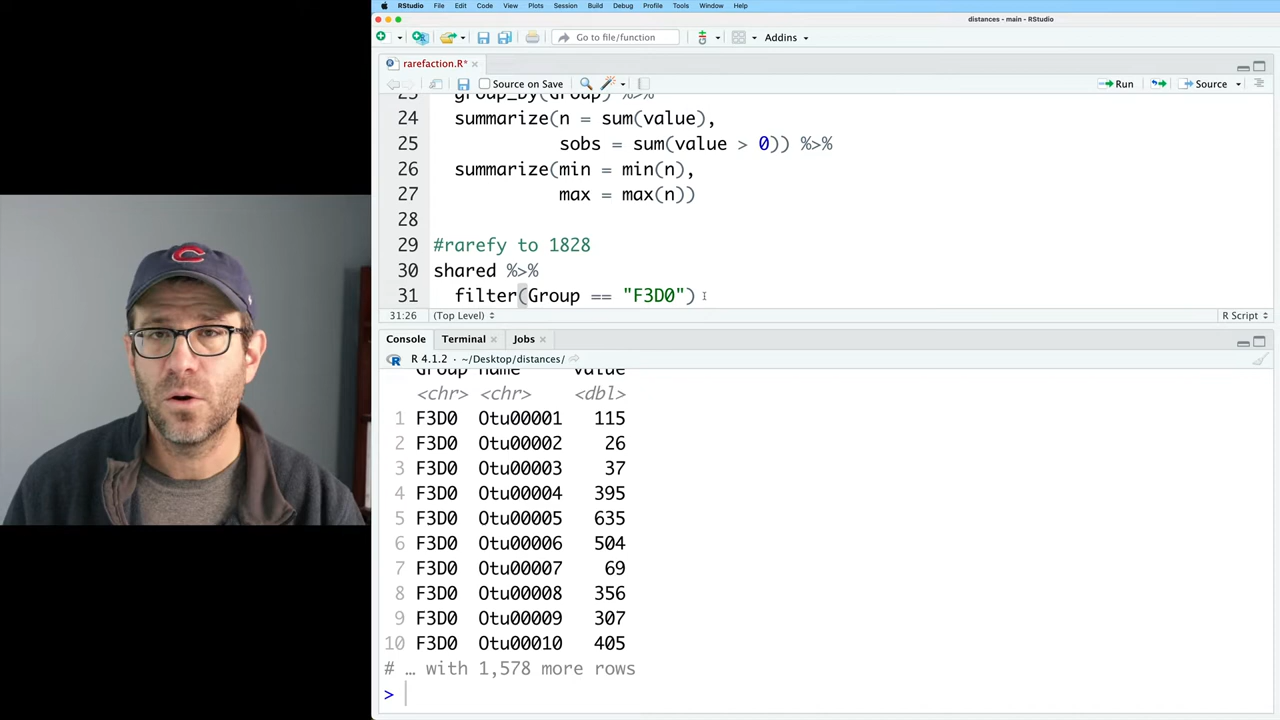 RStudio File Edit Code View Plots Session Build Debug Profile Tools Window Help
distances - main - RStudio
Go to file/function Addins
rarefaction.R*
Source on Save Run Source
23 group_by(Group) %>%
24 summarize(n = sum(value),
25 sobs = sum(value > 0)) %>%
26 summarize(min = min(n),
27 max = max(n))
28
29 #rarefy to 1828
30 shared %>%
31 filter(Group == "F3D0")
31:26 (Top Level) R Script
Console Terminal Jobs
R 4.1.2 · ~/Desktop/distances/
Group name value
<chr> <chr> <dbl>
1 F3D0 Otu00001 115
2 F3D0 Otu00002 26
3 F3D0 Otu00003 37
4 F3D0 Otu00004 395
5 F3D0 Otu00005 635
6 F3D0 Otu00006 504
7 F3D0 Otu00007 69
8 F3D0 Otu00008 356
9 F3D0 Otu00009 307
10 F3D0 Otu00010 405
# … with 1,578 more rows
>
C